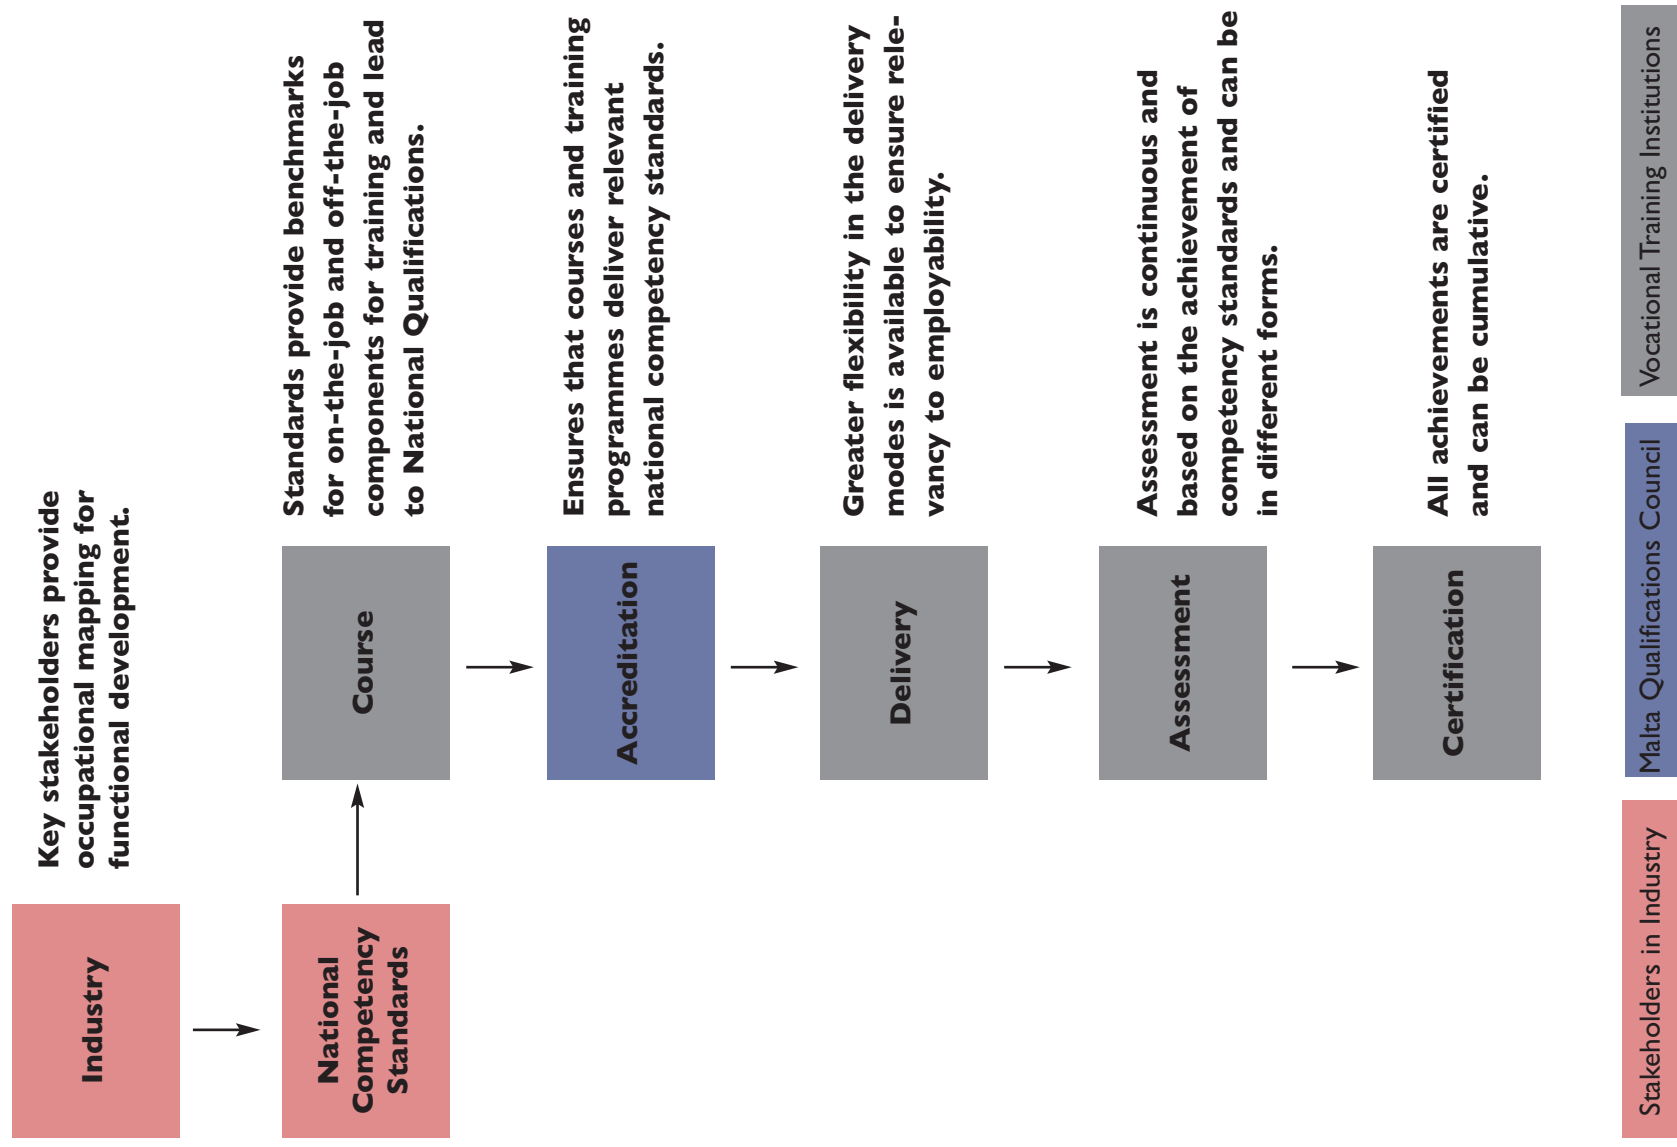 Industry
Key stakeholders provide
occupational mapping for
functional development.
National
Competency
Standards
Course
Standards provide benchmarks
for on-the-job and off-the-job
components for training and lead
to National Qualifications.
Accreditation
Ensures that courses and training
programmes deliver relevant
national competency standards.
Delivery
Greater flexibility in the delivery
modes is available to ensure rele-
vancy to employability.
Assessment
Assessment is continuous and
based on the achievement of
competency standards and can be
in different forms.
Certification
All achievements are certified
and can be cumulative.
Stakeholders in Industry
Malta Qualifications Council
Vocational Training Institutions